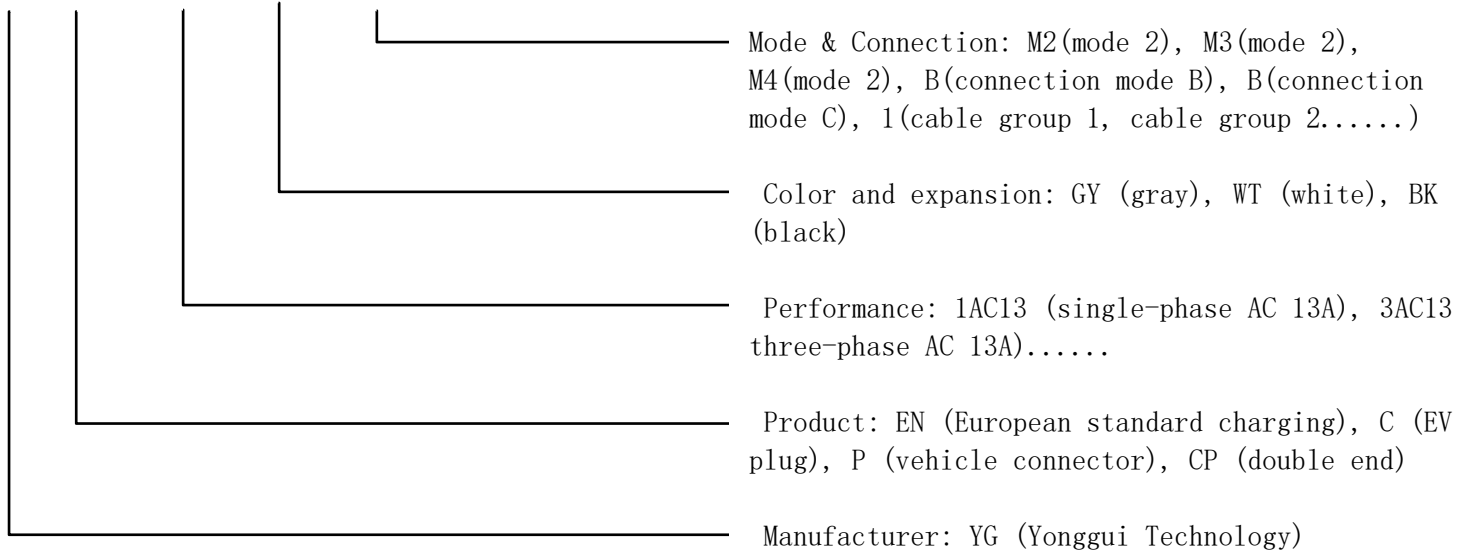 Mode & Connection: M2(mode 2), M3(mode 2),
M4(mode 2), B(connection mode B), B(connection
mode C), 1(cable group 1, cable group 2......)
Color and expansion: GY (gray), WT (white), BK
(black)
Performance: 1AC13 (single-phase AC 13A), 3AC13
three-phase AC 13A)......
Product: EN (European standard charging), C (EV
plug), P (vehicle connector), CP (double end)
Manufacturer: YG (Yonggui Technology)